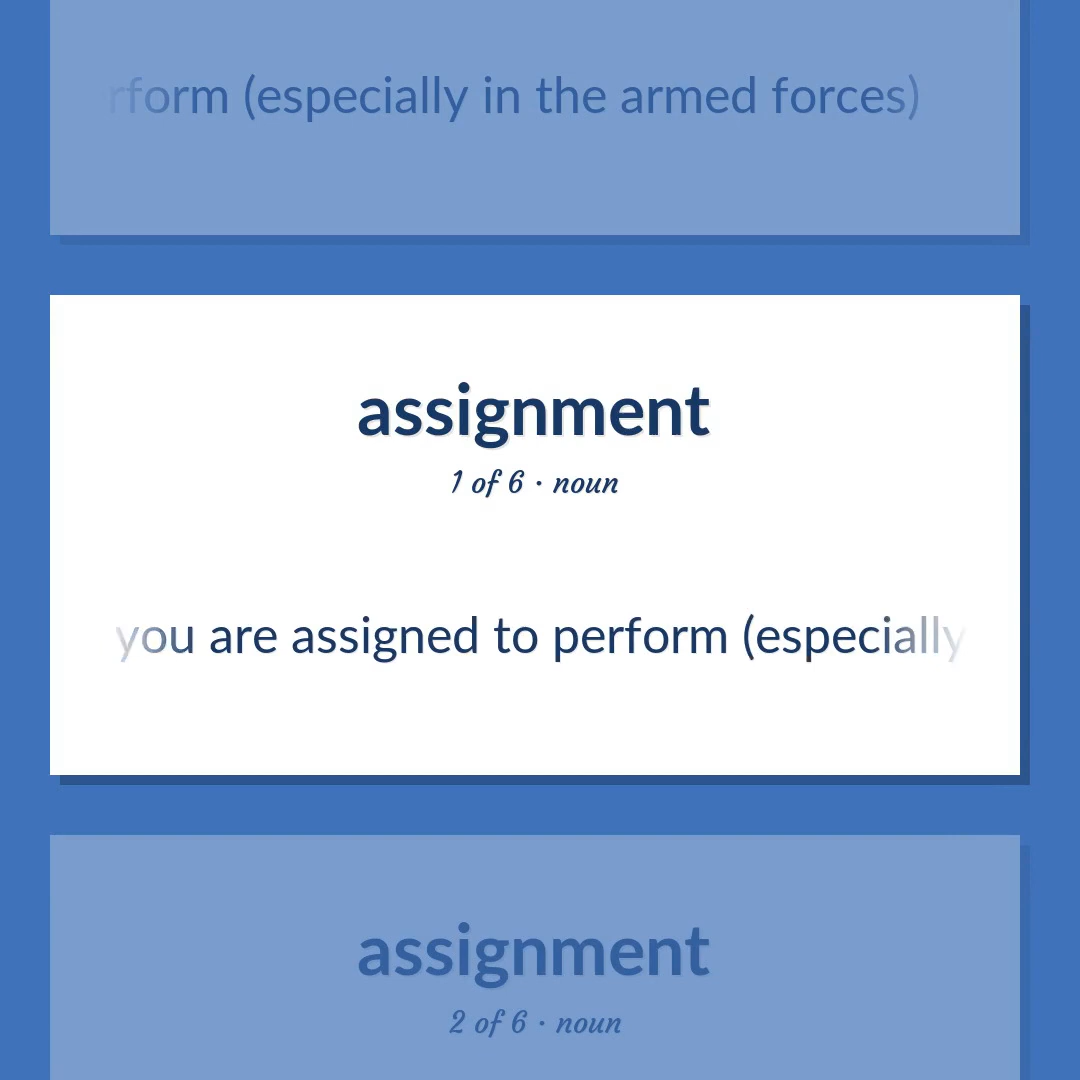 rform (especially in the armed forces)
assignment
1 of 6 · noun
you are assigned to perform (especially
assignment
2 of 6 · noun